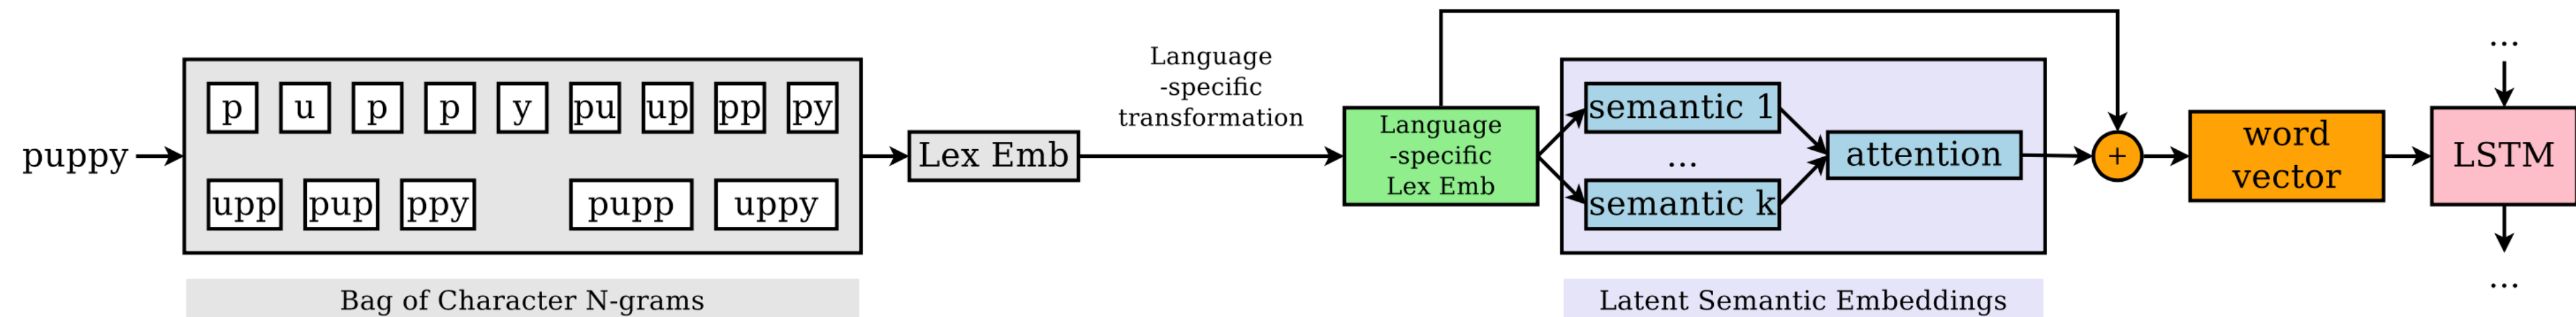 puppy
p u p p y pu up pp py
upp pup ppy pupp uppy
Bag of Character N-grams
Lex Emb
Language
-specific
transformation
Language
-specific
Lex Emb
semantic 1
...
semantic k
attention
Latent Semantic Embeddings
+
word
vector
...
LSTM
...